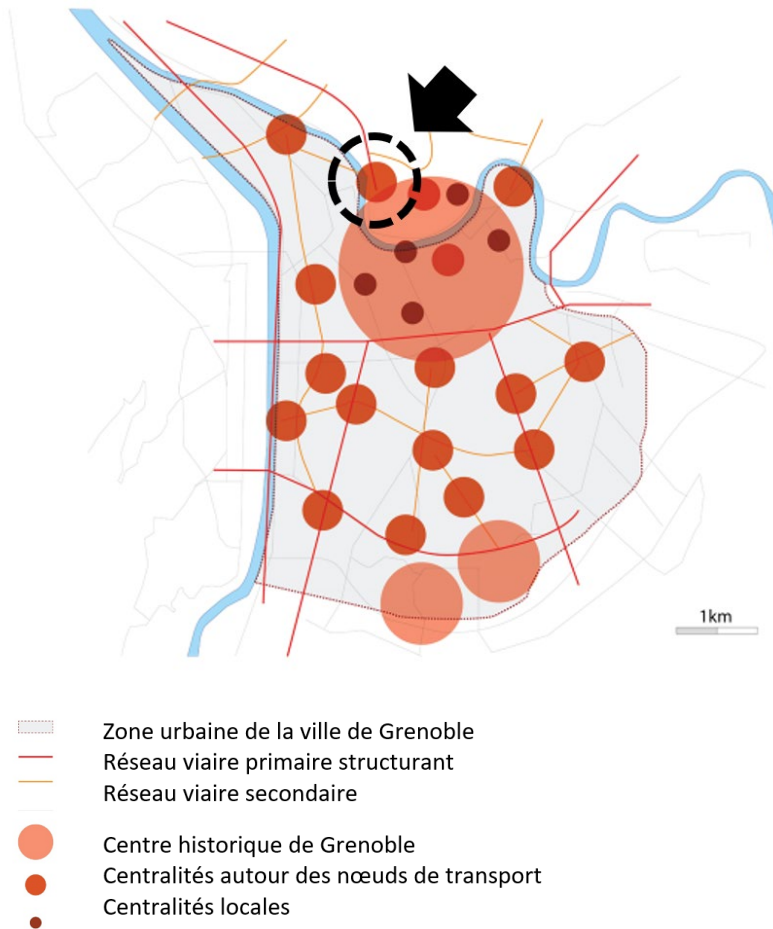 1km
Zone urbaine de la ville de Grenoble
Réseau viaire primaire structurant
Réseau viaire secondaire
Centre historique de Grenoble
Centralités autour des nœuds de transport
Centralités locales